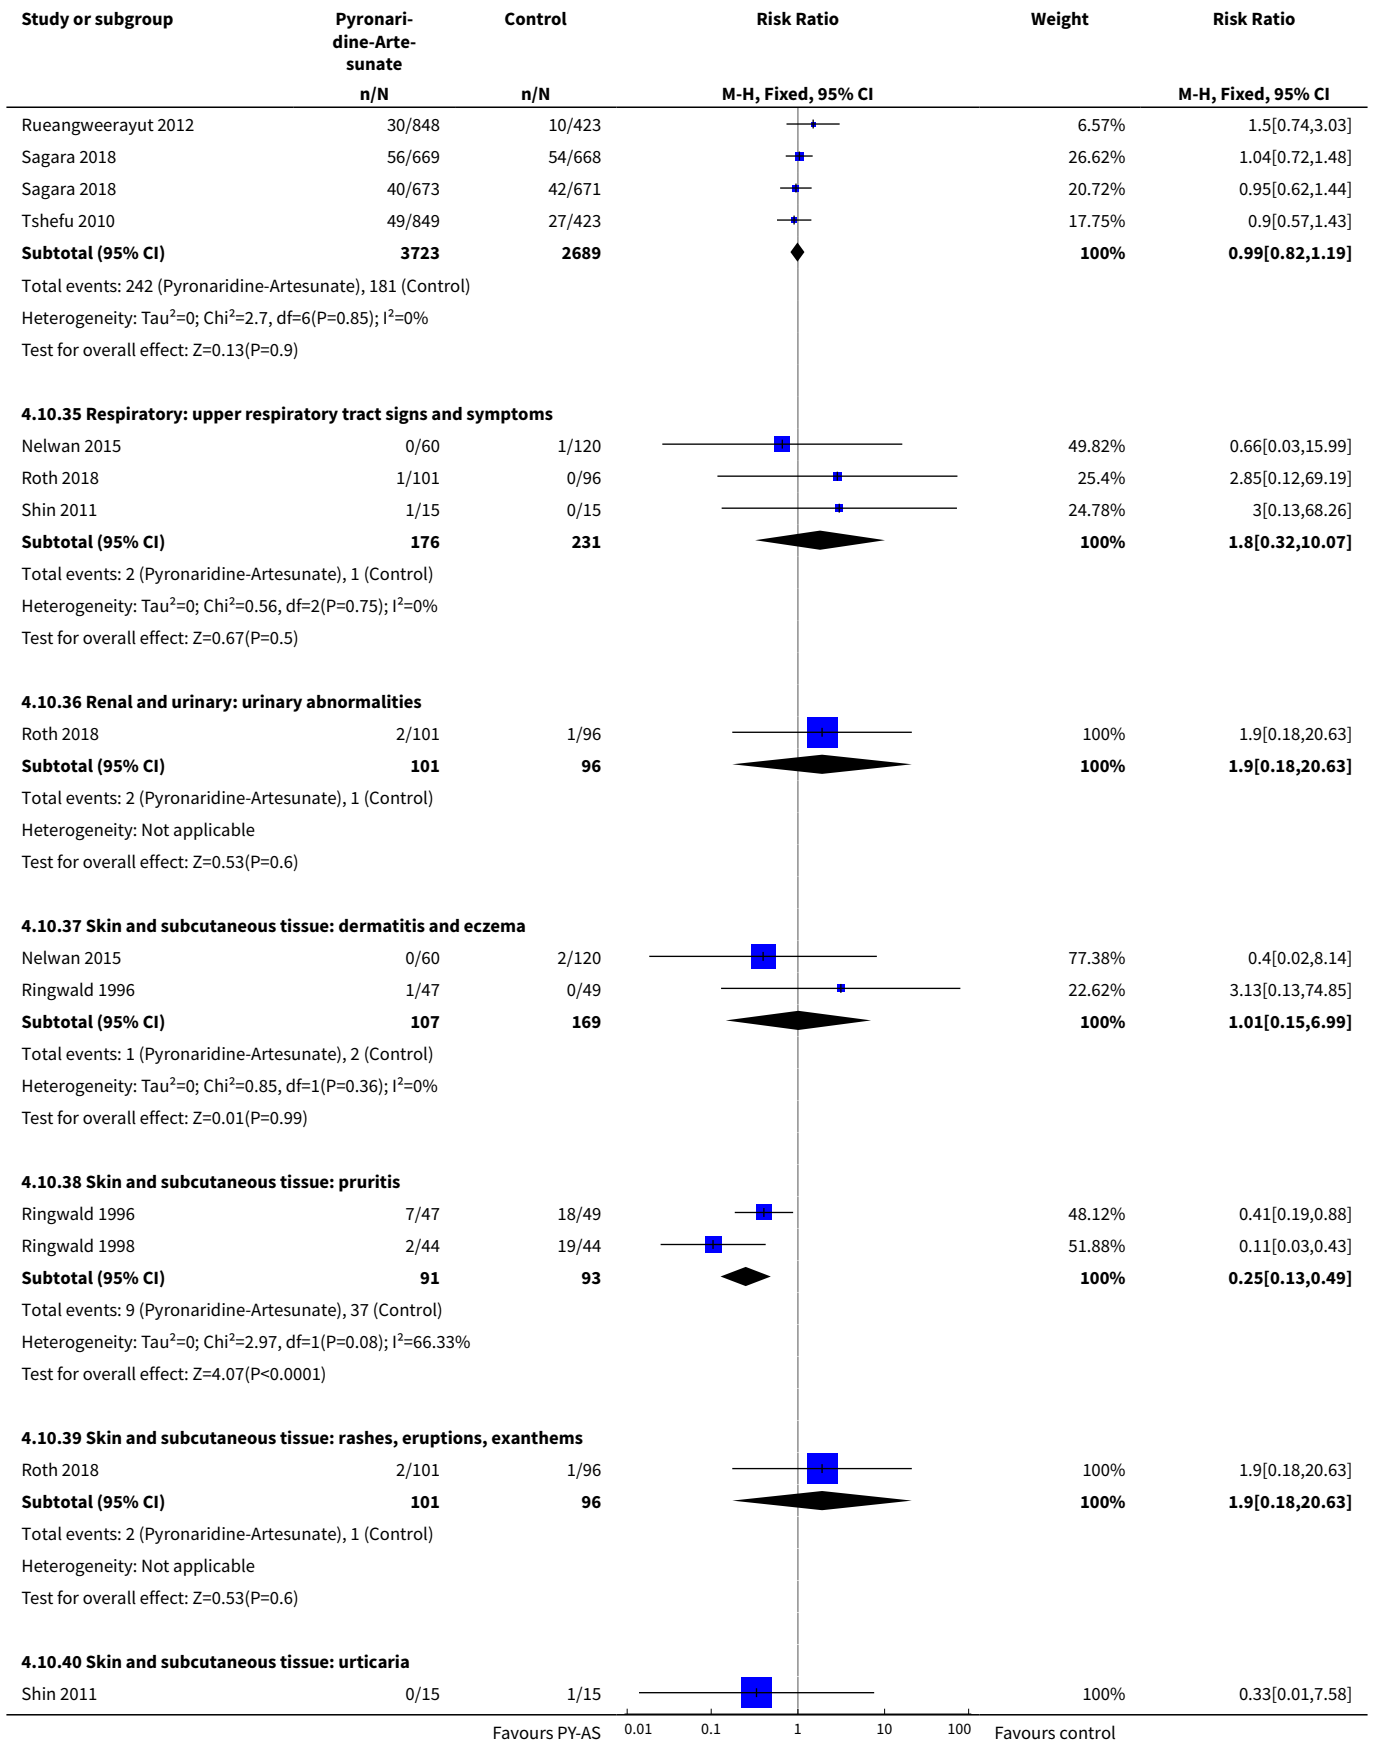 Study or subgroup Pyronari- Control Risk Ratio Weight Risk Ratio
dine-Arte-
sunate
n/N n/N M-H, Fixed, 95% CI M-H, Fixed, 95% CI
Rueangweerayut 2012 30/848 10/423 6.57% 1.5[0.74,3.03]
Sagara 2018 56/669 54/668 26.62% 1.04[0.72,1.48]
Sagara 2018 40/673 42/671 20.72% 0.95[0.62,1.44]
Tshefu 2010 49/849 27/423 17.75% 0.9[0.57,1.43]
Subtotal (95% CI) 3723 2689 100% 0.99[0.82,1.19]
Total events: 242 (Pyronaridine-Artesunate), 181 (Control)
Heterogeneity: Tau²=0; Chi²=2.7, df=6(P=0.85); I²=0%
Test for overall effect: Z=0.13(P=0.9)
4.10.35 Respiratory: upper respiratory tract signs and symptoms
Nelwan 2015 0/60 1/120 49.82% 0.66[0.03,15.99]
Roth 2018 1/101 0/96 25.4% 2.85[0.12,69.19]
Shin 2011 1/15 0/15 24.78% 3[0.13,68.26]
Subtotal (95% CI) 176 231 100% 1.8[0.32,10.07]
Total events: 2 (Pyronaridine-Artesunate), 1 (Control)
Heterogeneity: Tau²=0; Chi²=0.56, df=2(P=0.75); I²=0%
Test for overall effect: Z=0.67(P=0.5)
4.10.36 Renal and urinary: urinary abnormalities
Roth 2018 2/101 1/96 100% 1.9[0.18,20.63]
Subtotal (95% CI) 101 96 100% 1.9[0.18,20.63]
Total events: 2 (Pyronaridine-Artesunate), 1 (Control)
Heterogeneity: Not applicable
Test for overall effect: Z=0.53(P=0.6)
4.10.37 Skin and subcutaneous tissue: dermatitis and eczema
Nelwan 2015 0/60 2/120 77.38% 0.4[0.02,8.14]
Ringwald 1996 1/47 0/49 22.62% 3.13[0.13,74.85]
Subtotal (95% CI) 107 169 100% 1.01[0.15,6.99]
Total events: 1 (Pyronaridine-Artesunate), 2 (Control)
Heterogeneity: Tau²=0; Chi²=0.85, df=1(P=0.36); I²=0%
Test for overall effect: Z=0.01(P=0.99)
4.10.38 Skin and subcutaneous tissue: pruritis
Ringwald 1996 7/47 18/49 48.12% 0.41[0.19,0.88]
Ringwald 1998 2/44 19/44 51.88% 0.11[0.03,0.43]
Subtotal (95% CI) 91 93 100% 0.25[0.13,0.49]
Total events: 9 (Pyronaridine-Artesunate), 37 (Control)
Heterogeneity: Tau²=0; Chi²=2.97, df=1(P=0.08); I²=66.33%
Test for overall effect: Z=4.07(P<0.0001)
4.10.39 Skin and subcutaneous tissue: rashes, eruptions, exanthems
Roth 2018 2/101 1/96 100% 1.9[0.18,20.63]
Subtotal (95% CI) 101 96 100% 1.9[0.18,20.63]
Total events: 2 (Pyronaridine-Artesunate), 1 (Control)
Heterogeneity: Not applicable
Test for overall effect: Z=0.53(P=0.6)
4.10.40 Skin and subcutaneous tissue: urticaria
Shin 2011 0/15 1/15 100% 0.33[0.01,7.58]
Favours PY-AS 0.01 0.1 1 10 100 Favours control